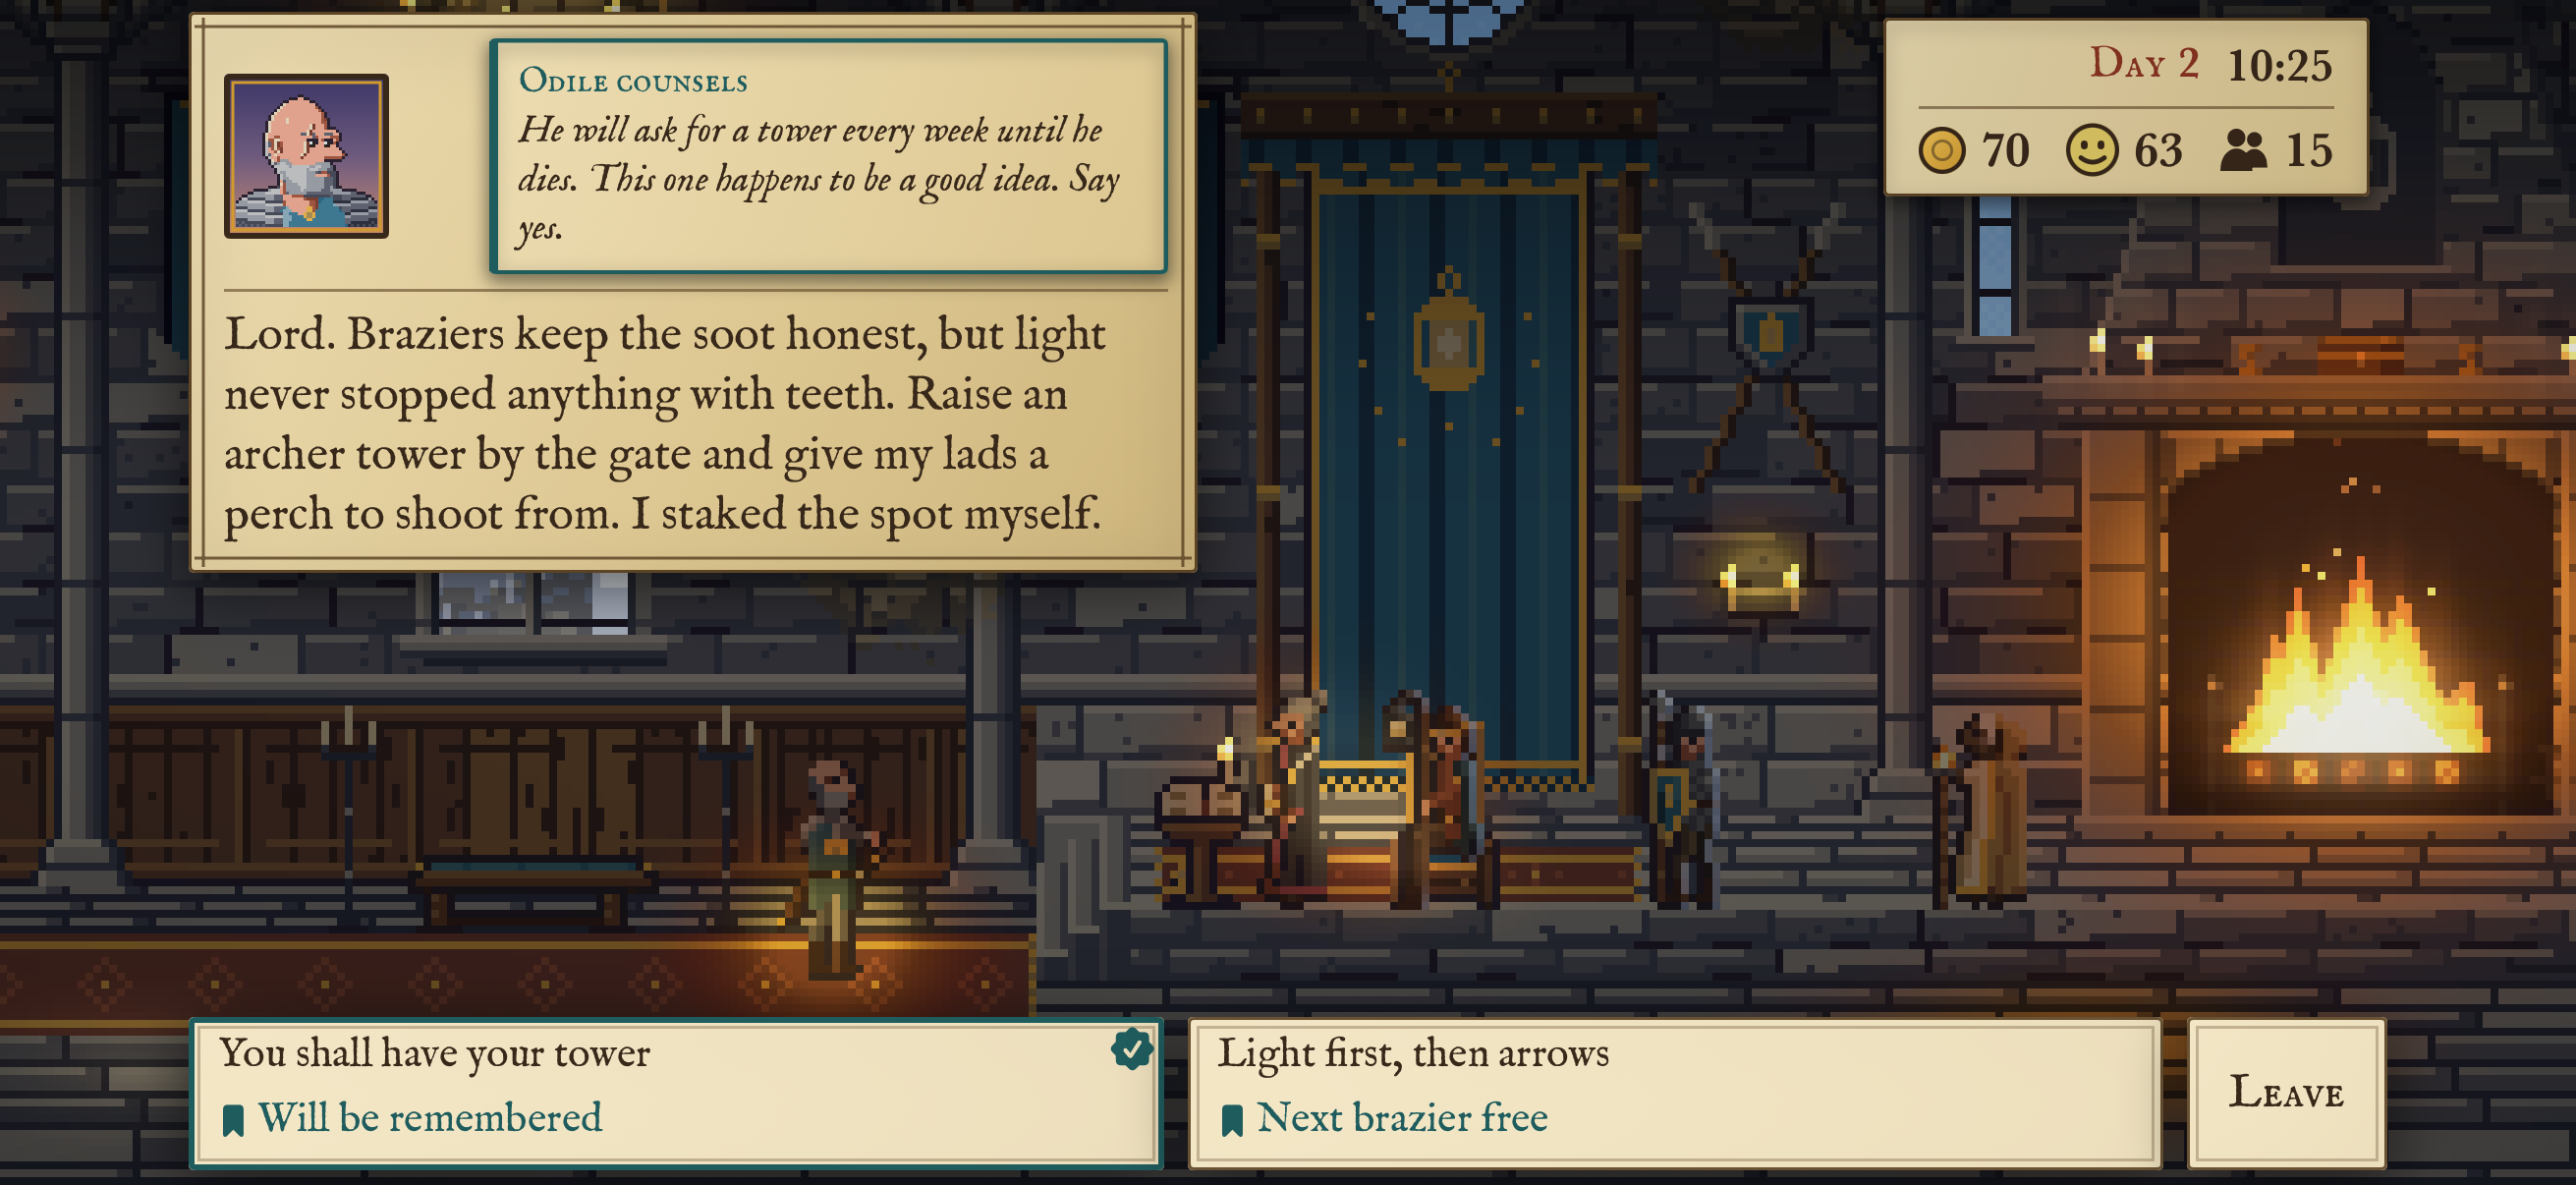 Odile counsels
He will ask for a tower every week until he
dies. This one happens to be a good idea. Say
yes.
Day 2 10:25
70 63 15
Lord. Braziers keep the soot honest, but light
never stopped anything with teeth. Raise an
archer tower by the gate and give my lads a
perch to shoot from. I staked the spot myself.
You shall have your tower
Will be remembered
Light first, then arrows
Next brazier free
Leave